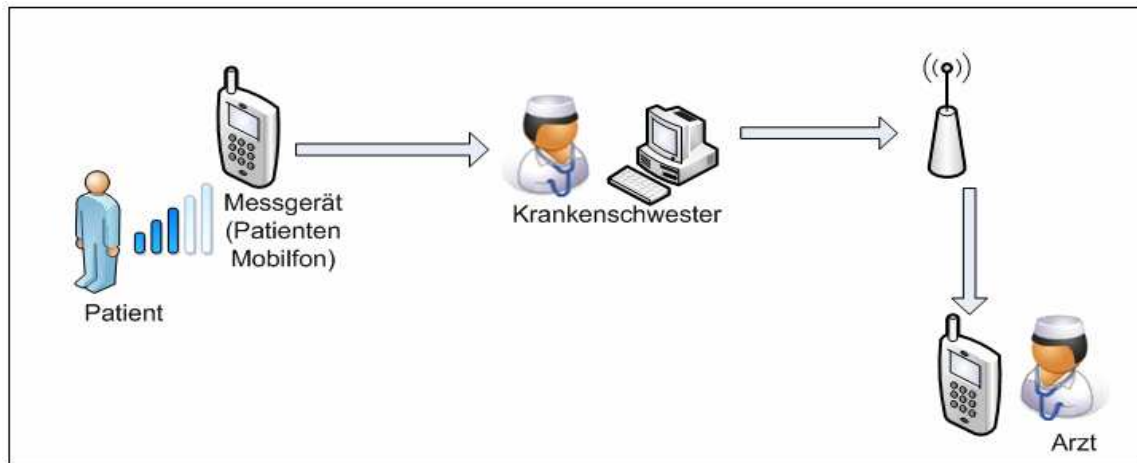 Messgerät
(Patienten
Mobilfon)
Patient
Krankenschwester
Arzt